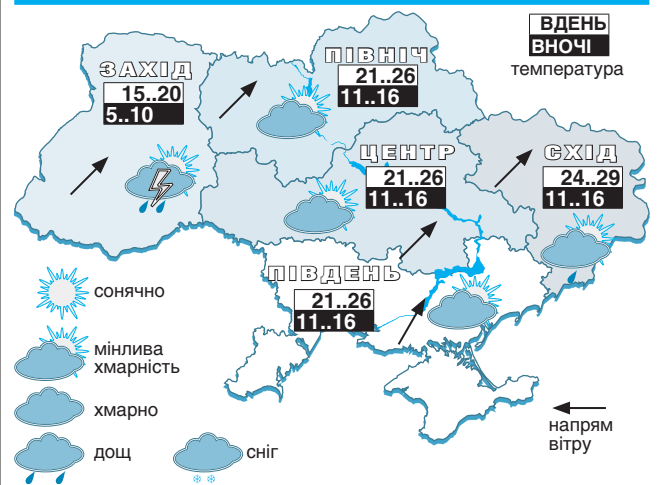 ВДЕНЬ
ВНОЧІ
температура
ЗАХІД
15..20
5..10
ПІВНІЧ
21..26
11..16
ЦЕНТР
21..26
11..16
СХІД
24..29
11..16
ПІВДЕНЬ
21..26
11..16
сонячно
мінлива
хмарність
хмарно
дощ
сніг
напрям
вітру